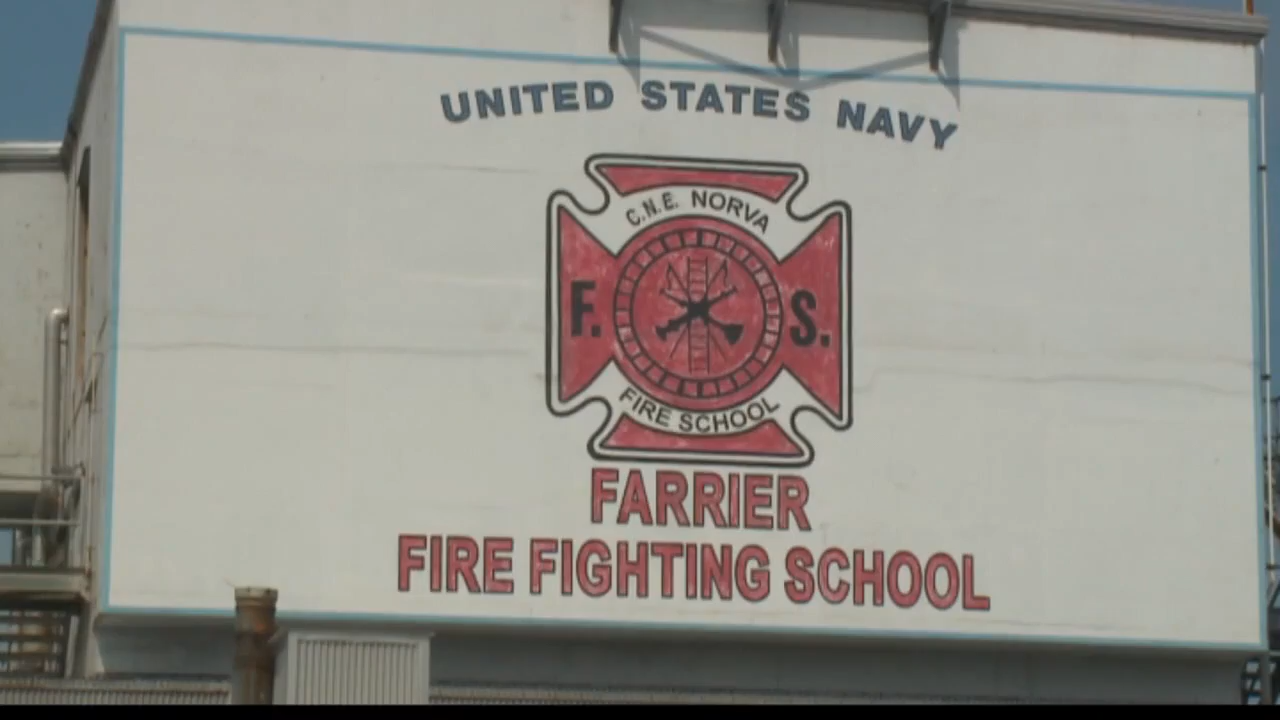 UNITED STATES NAVY
C.N.E. NORVA
F. S.
FIRE SCHOOL
FARRIER
FIRE FIGHTING SCHOOL